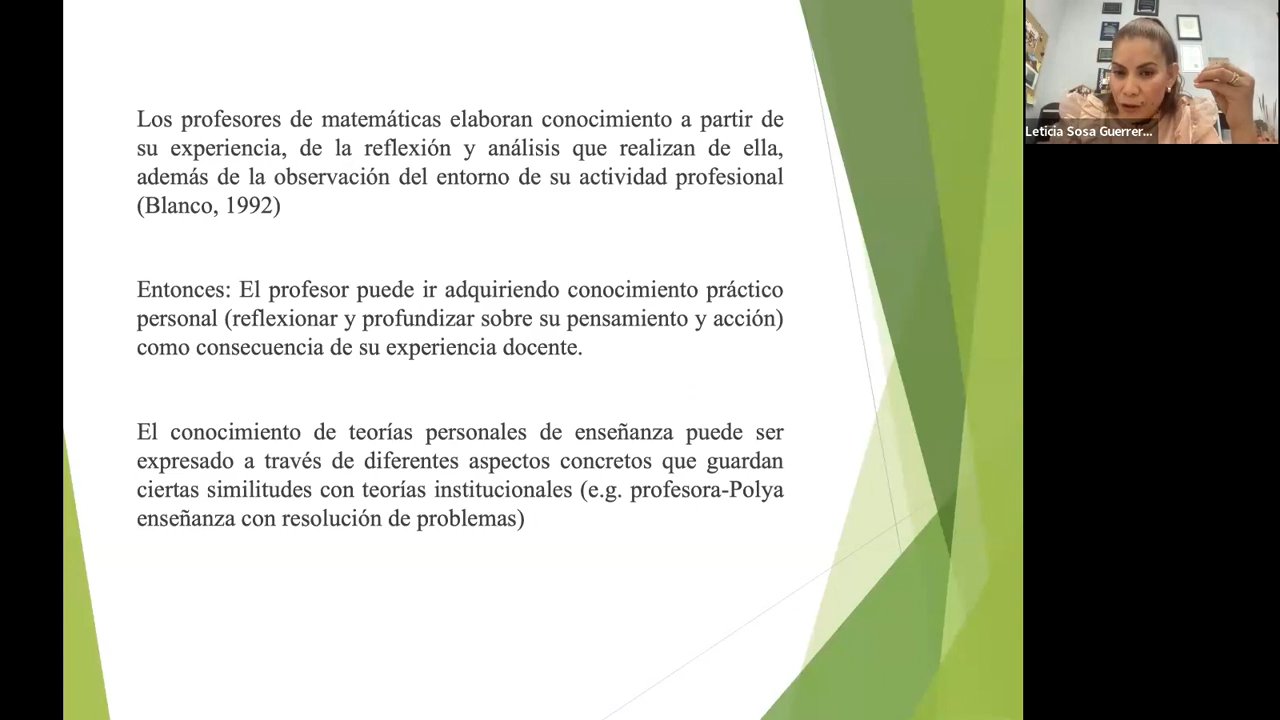 Los profesores de matemáticas elaboran conocimiento a partir de
su experiencia, de la reflexión y análisis que realizan de ella,
además de la observación del entorno de su actividad profesional
(Blanco, 1992)
Entonces: El profesor puede ir adquiriendo conocimiento práctico
personal (reflexionar y profundizar sobre su pensamiento y acción)
como consecuencia de su experiencia docente.
El conocimiento de teorías personales de enseñanza puede ser
expresado a través de diferentes aspectos concretos que guardan
ciertas similitudes con teorías institucionales (e.g. profesora-Polya
enseñanza con resolución de problemas)
Leticia Sosa Guerrer...